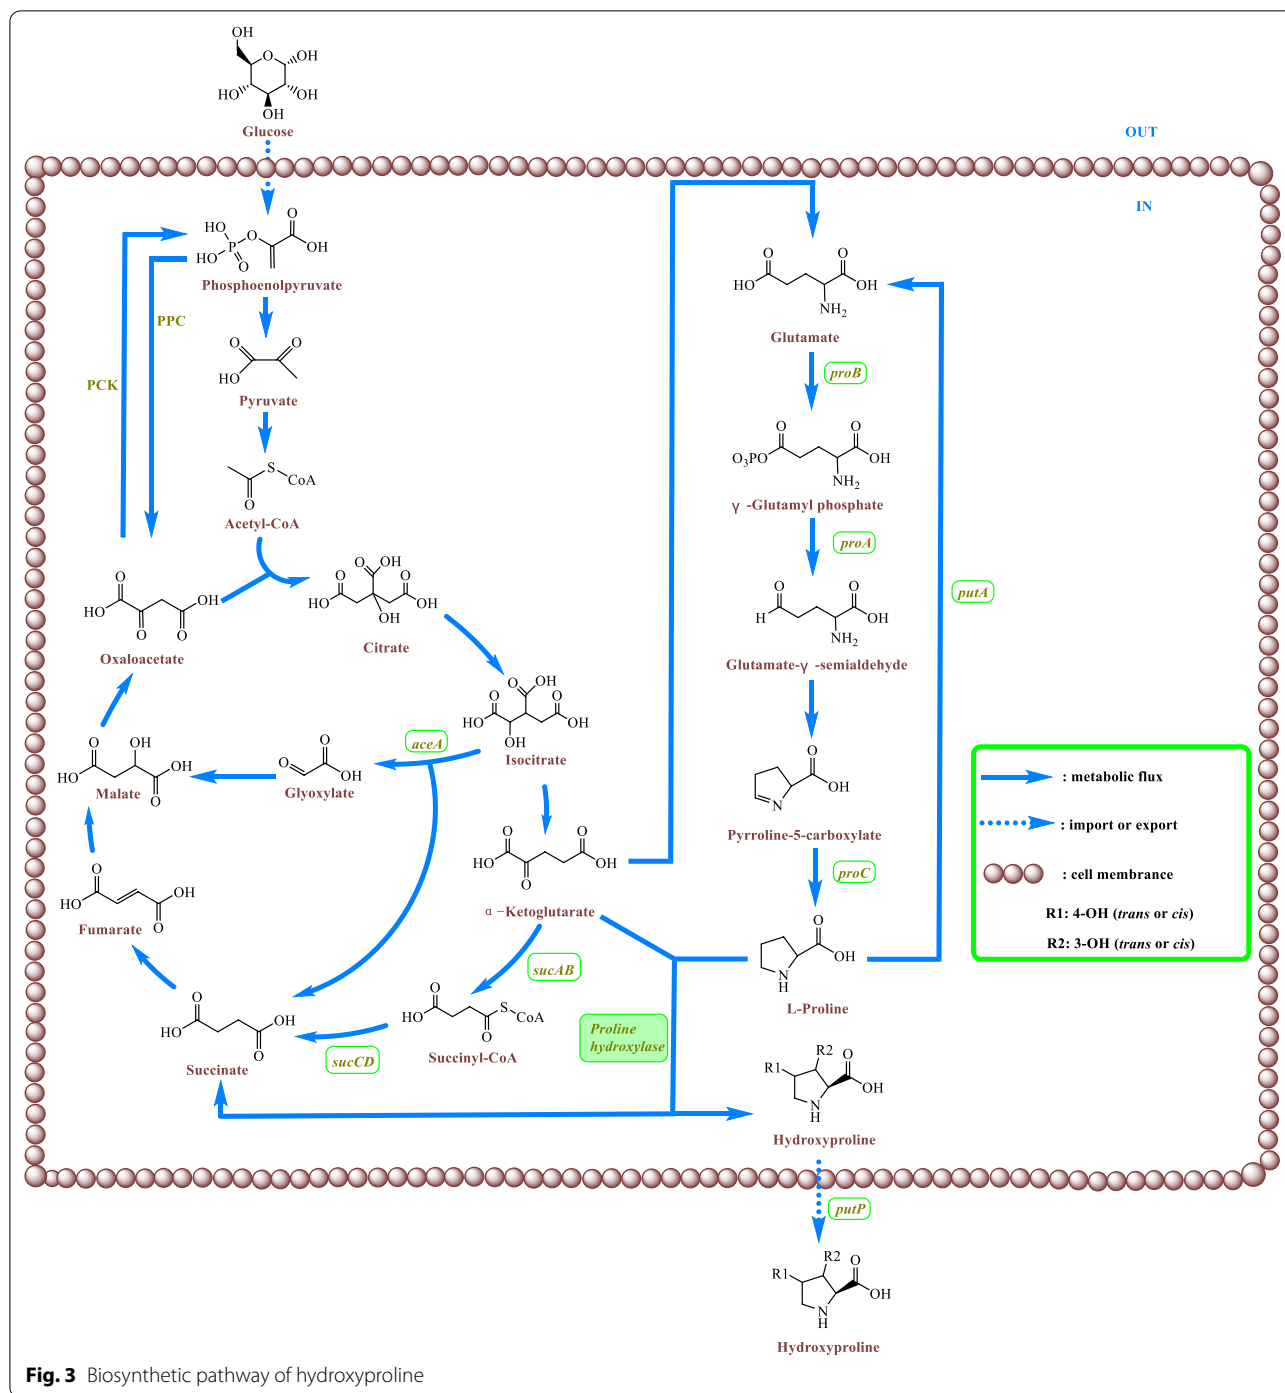 OH
O
OH
HO
OH
OH
Glucose
OUT
IN
HO
O
O
P
OH
HO
O
Phosphoenolpyruvate
PPC
PCK
O
O
HO
Pyruvate
S
CoA
O
Acetyl-CoA
O
OH
HO
O
O
Oxaloacetate
O
OH
O
O
HO
OH
OH
Citrate
O
OH
O
O
HO
OH
OH
Isocitrate
aceA
O
O
OH
Glyoxylate
O
OH
HO
OH
O
Malate
O
OH
HO
O
Fumarate
O
O
HO
OH
O
α-Ketoglutarate
sucAB
O
S
HO
CoA
O
Succinyl-CoA
sucCD
O
OH
HO
O
Succinate
Proline
hydroxylase
O
O
HO
OH
NH2
Glutamate
proB
O
O
O3PO
OH
NH2
γ -Glutamyl phosphate
proA
O
O
H
OH
NH2
Glutamate-γ -semialdehyde
putA
O
OH
N
Pyrroline-5-carboxylate
proC
O
OH
N
H
L-Proline
R2
O
R1
OH
N
H
Hydroxyproline
putP
R2
O
R1
OH
N
H
Hydroxyproline
: metabolic flux
: import or export
: cell membrance
R1: 4-OH (trans or cis)
R2: 3-OH (trans or cis)
Fig. 3 Biosynthetic pathway of hydroxyproline